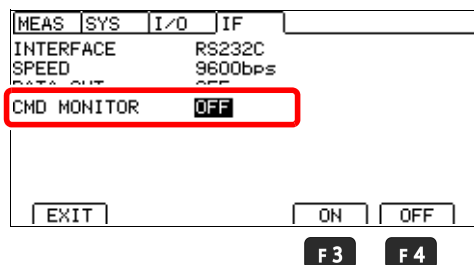 MEAS SYS I/O IF
INTERFACE RS232C
SPEED 9600bps
CMD MONITOR OFF
EXIT ON OFF
F3 F4